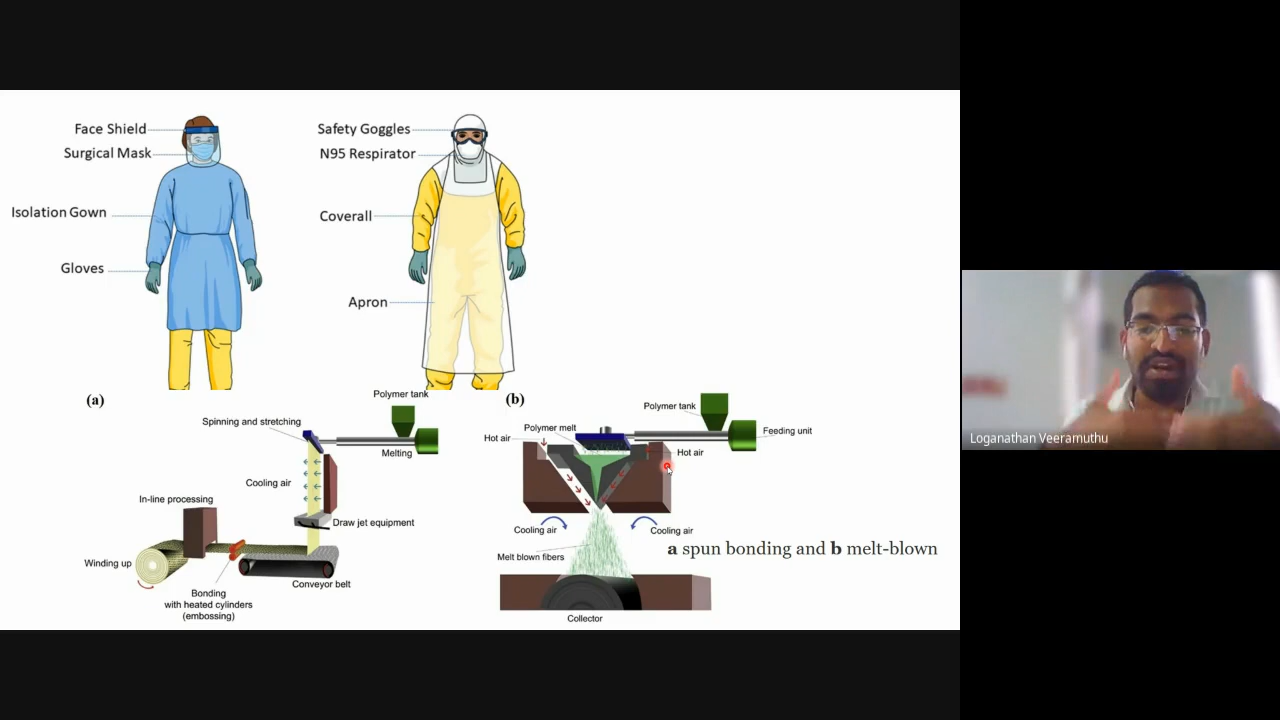 Face Shield
Surgical Mask
Isolation Gown
Gloves
Safety Goggles
N95 Respirator
Coverall
Apron
(a)
Polymer tank
Spinning and stretching
Melting
Cooling air
In-line processing
Draw jet equipment
Winding up
Conveyor belt
Bonding
with heated cylinders
(embossing)
(b)
Polymer tank
Polymer melt
Feeding unit
Hot air
Hot air
Cooling air
Cooling air
Melt blown fibers
Collector
a spun bonding and b melt-blown
Loganathan Veeramuthu